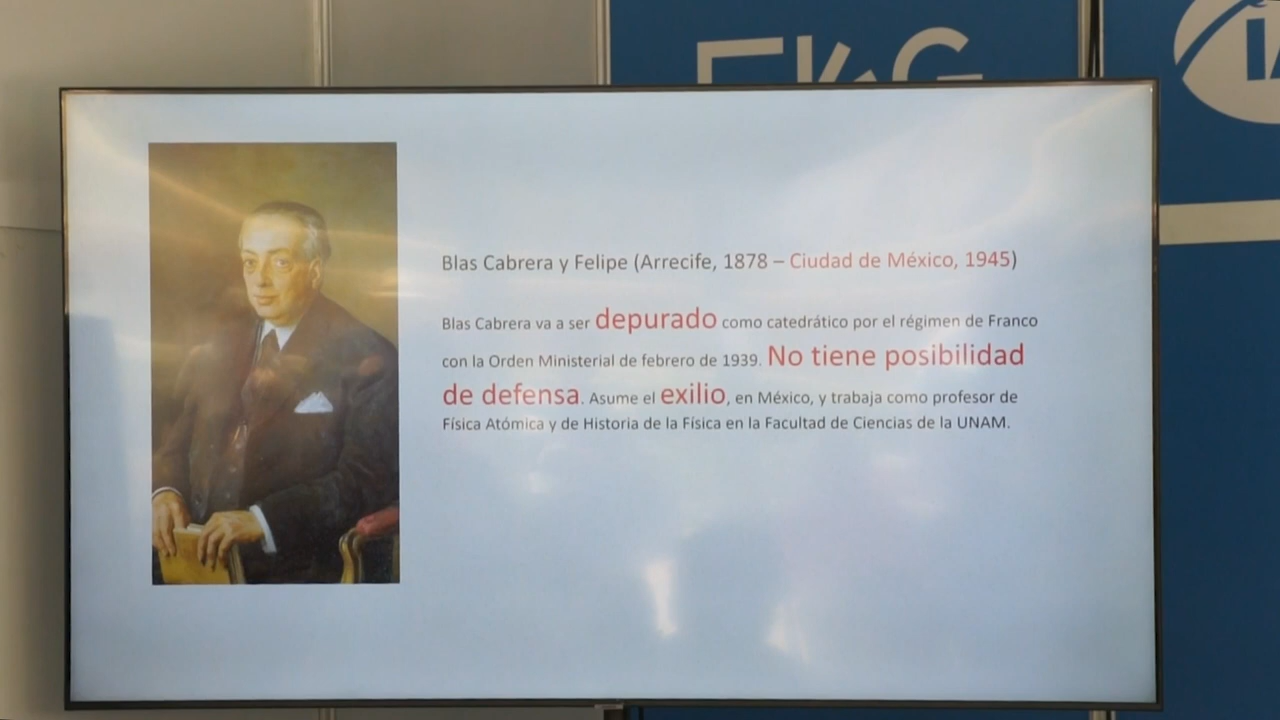 Blas Cabrera y Felipe (Arrecife, 1878 – Ciudad de México, 1945)
Blas Cabrera va a ser depurado como catedrático por el régimen de Franco
con la Orden Ministerial de febrero de 1939. No tiene posibilidad
de defensa. Asume el exilio, en México, y trabaja como profesor de
Física Atómica y de Historia de la Física en la Facultad de Ciencias de la UNAM.